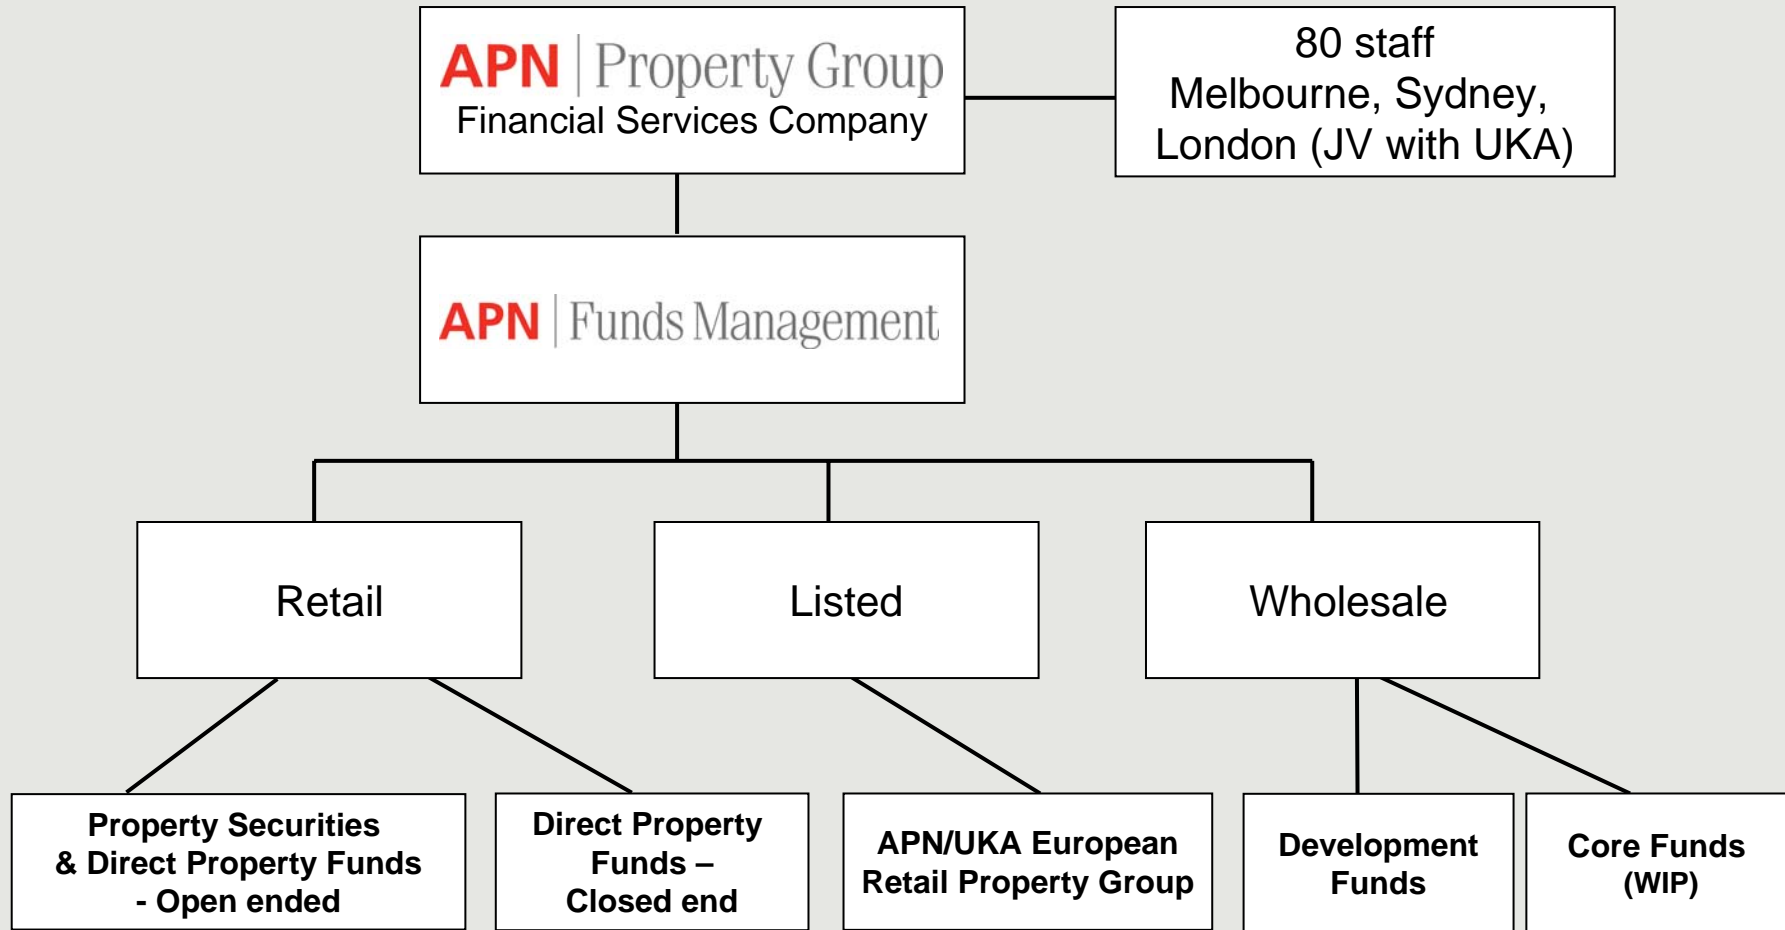 APN | Property Group
Financial Services Company
80 staff
Melbourne, Sydney,
London (JV with UKA)
APN | Funds Management
Retail
Listed
Wholesale
Property Securities
& Direct Property Funds
- Open ended
Direct Property
Funds –
Closed end
APN/UKA European
Retail Property Group
Development
Funds
Core Funds
(WIP)